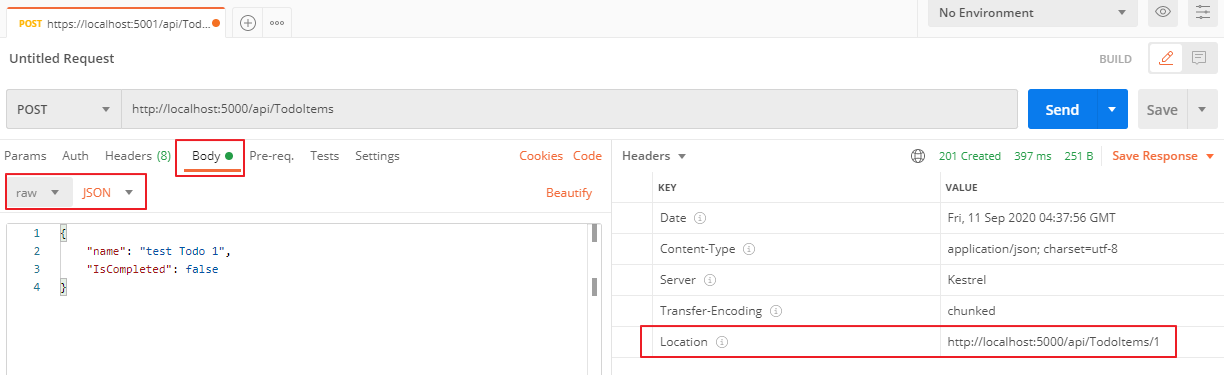 POST https://localhost:5001/api/Tod...
No Environment
Untitled Request
BUILD
POST http://localhost:5000/api/TodoItems Send Save
Params Auth Headers (8) Body Pre-req. Tests Settings Cookies Code
raw JSON Beautify
1 {
2 "name": "test Todo 1",
3 "IsCompleted": false
4 }
Headers 201 Created 397 ms 251 B Save Response
KEY VALUE
Date Fri, 11 Sep 2020 04:37:56 GMT
Content-Type application/json; charset=utf-8
Server Kestrel
Transfer-Encoding chunked
Location http://localhost:5000/api/TodoItems/1